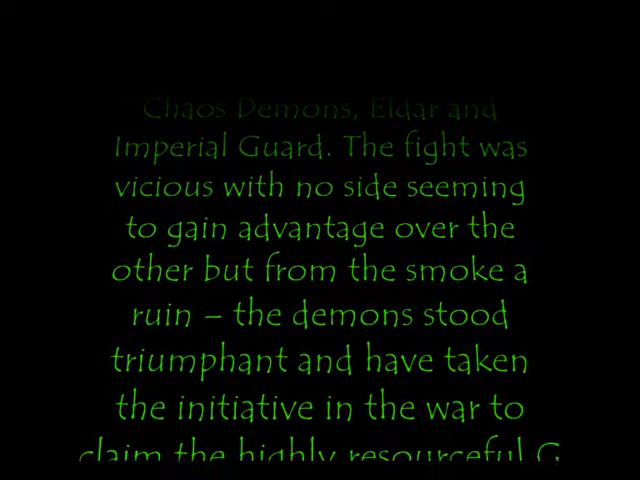 Chaos Demons, Eldar and
Imperial Guard. The fight was
vicious with no side seeming
to gain advantage over the
other but from the smoke a
ruin – the demons stood
triumphant and have taken
the initiative in the war to
claim the highly resourceful G